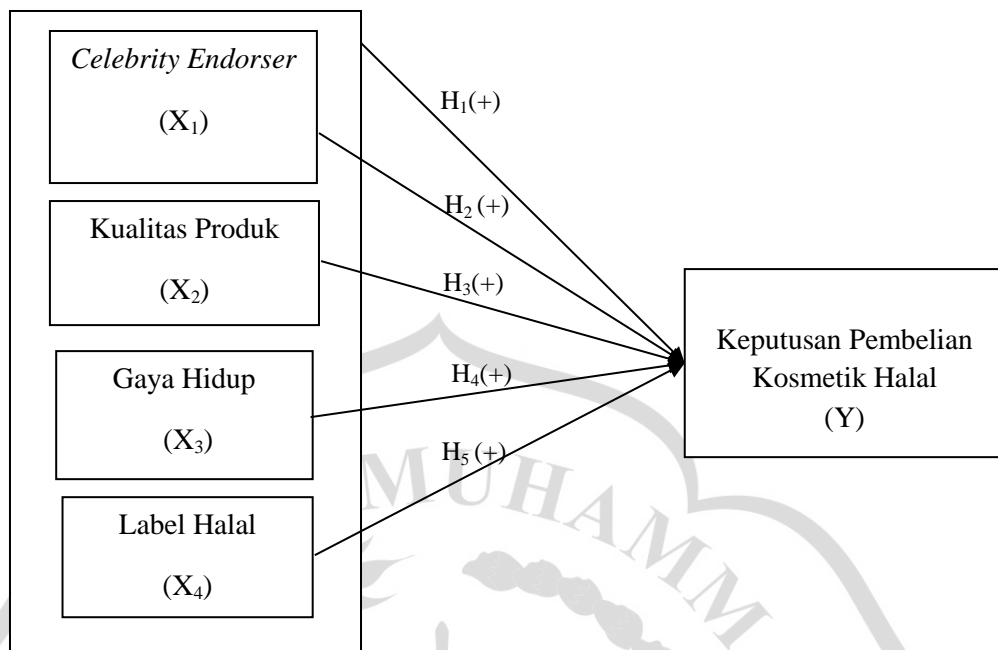 Celebrity Endorser
(X₁)
Kualitas Produk
(X₂)
Gaya Hidup
(X₃)
Label Halal
(X₄)
H₁(+)
H₂ (+)
H₃(+)
H₄(+)
H₅ (+)
Keputusan Pembelian
Kosmetik Halal
(Y)
MUHAMM